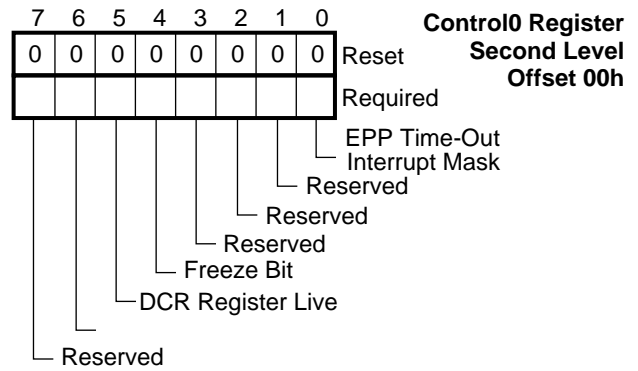 7 6 5 4 3 2 1 0
Control0 Register
Second Level
Offset 00h
0 0 0 0 0 0 0 0 Reset
Required
EPP Time-Out
Interrupt Mask
Reserved
Reserved
Reserved
Freeze Bit
DCR Register Live
Reserved